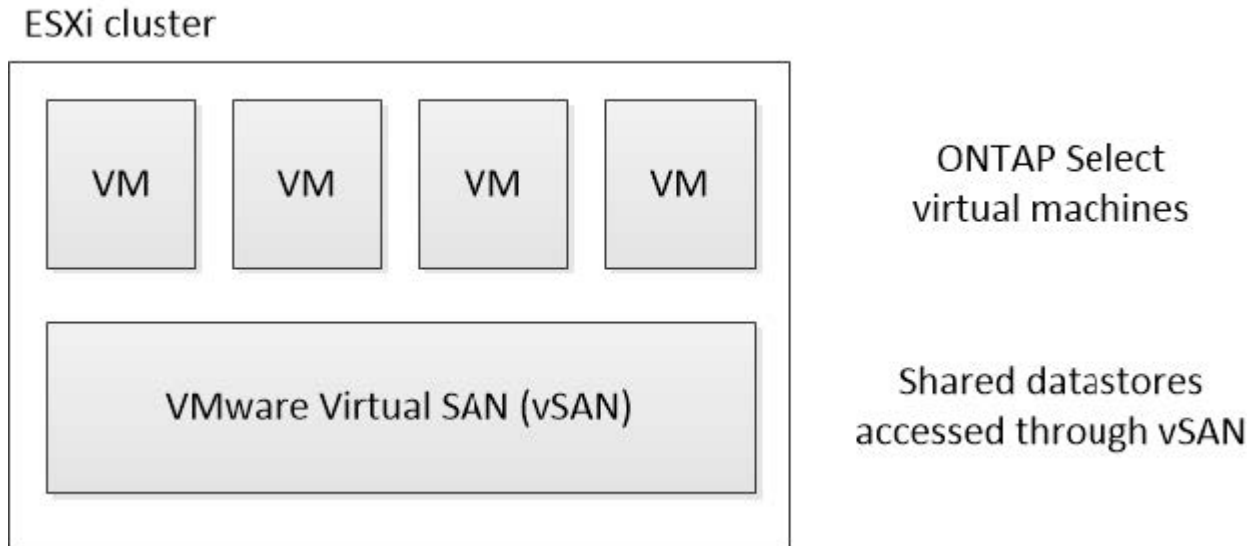 ESXi cluster
VM VM VM VM
ONTAP Select
virtual machines
VMware Virtual SAN (vSAN)
Shared datastores
accessed through vSAN